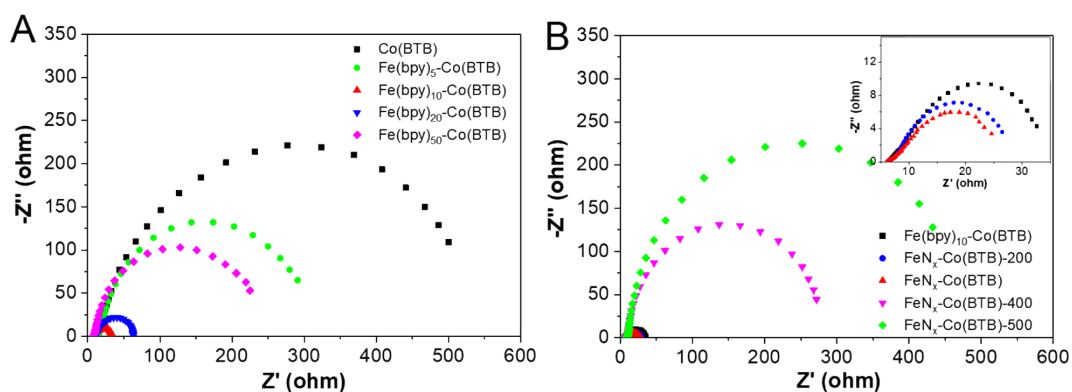 A
350
300
250
200
150
100
50
0
-Z'' (ohm)
0 100 200 300 400 500 600
Z' (ohm)
Co(BTB)
Fe(bpy)₅-Co(BTB)
Fe(bpy)₁₀-Co(BTB)
Fe(bpy)₂₀-Co(BTB)
Fe(bpy)₅₀-Co(BTB)
B
350
300
250
200
150
100
50
0
-Z'' (ohm)
0 100 200 300 400 500 600
Z' (ohm)
12
8
4
0
-Z'' (ohm)
10 20 30
Z' (ohm)
Fe(bpy)₁₀-Co(BTB)
FeNₓ-Co(BTB)-200
FeNₓ-Co(BTB)
FeNₓ-Co(BTB)-400
FeNₓ-Co(BTB)-500